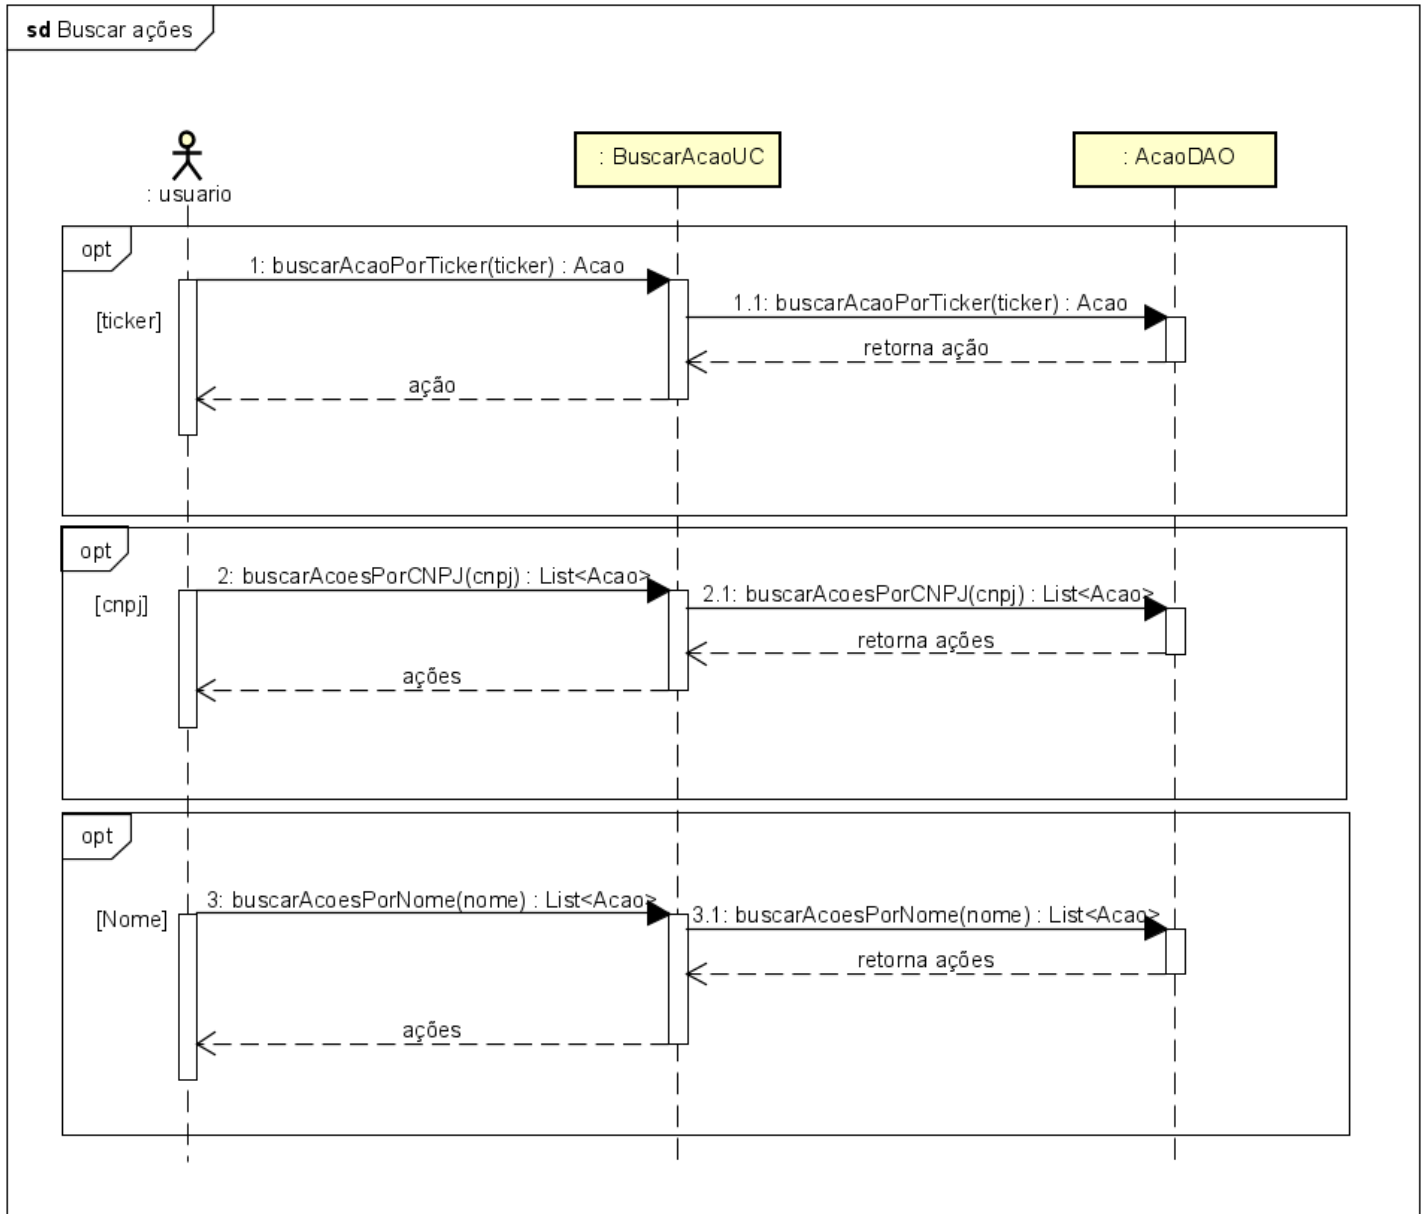 sd Buscar ações
: usuario
: BuscarAcaoUC
: AcaoDAO
opt
[ticker]
1: buscarAcaoPorTicker(ticker) : Acao
1.1: buscarAcaoPorTicker(ticker) : Acao
retorna ação
ação
opt
[cnpj]
2: buscarAcoesPorCNPJ(cnpj) : List<Acao>
2.1: buscarAcoesPorCNPJ(cnpj) : List<Acao>
retorna ações
ações
opt
[Nome]
3: buscarAcoesPorNome(nome) : List<Acao>
3.1: buscarAcoesPorNome(nome) : List<Acao>
retorna ações
ações